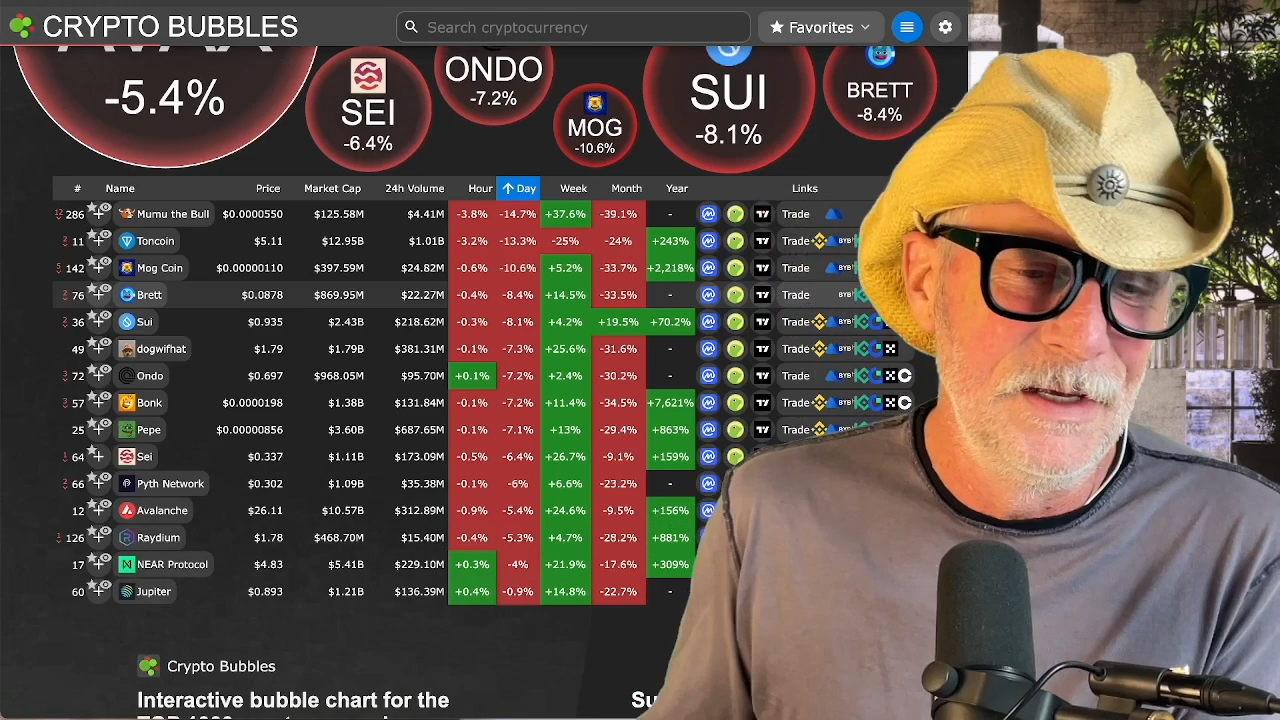 CRYPTO BUBBLES Search cryptocurrency Favorites
-5.4% SEI -6.4% ONDO -7.2% MOG -10.6% SUI -8.1% BRETT -8.4%
# Name Price Market Cap 24h Volume Hour Day Week Month Year Links
286 Mumu the Bull $0.0000550 $125.58M $4.41M -3.8% -14.7% +37.6% -39.1% - Trade
2 11 Toncoin $5.11 $12.95B $1.01B -3.2% -13.3% -25% -24% +243% Trade
5 142 Mog Coin $0.00000110 $397.59M $24.82M -0.6% -10.6% +5.2% -33.7% +2,218% Trade
2 76 Brett $0.0878 $869.95M $22.27M -0.4% -8.4% +14.5% -33.5% - Trade
2 36 Sui $0.935 $2.43B $218.62M -0.3% -8.1% +4.2% +19.5% +70.2% Trade
49 dogwifhat $1.79 $1.79B $381.31M -0.1% -7.3% +25.6% -31.6% - Trade
3 72 Ondo $0.697 $968.05M $95.70M +0.1% -7.2% +2.4% -30.2% - Trade
3 57 Bonk $0.0000198 $1.38B $131.84M -0.1% -7.2% +11.4% -34.5% +7,621% Trade
25 Pepe $0.00000856 $3.60B $687.65M -0.1% -7.1% +13% -29.4% +863% Trade
1 64 Sei $0.337 $1.11B $173.09M -0.5% -6.4% +26.7% -9.1% +159%
2 66 Pyth Network $0.302 $1.09B $35.38M -0.1% -6% +6.6% -23.2% -
12 Avalanche $26.11 $10.57B $312.89M -0.9% -5.4% +24.6% -9.5% +156%
1 126 Raydium $1.78 $465.70M $15.40M -0.4% -5.3% +4.7% -28.2% +881%
17 NEAR Protocol $4.83 $5.41B $229.10M +0.3% -4% +21.9% -17.6% +309%
60 Jupiter $0.893 $1.21B $136.39M +0.4% -0.9% +14.8% -22.7% -
Crypto Bubbles
Interactive bubble chart for the